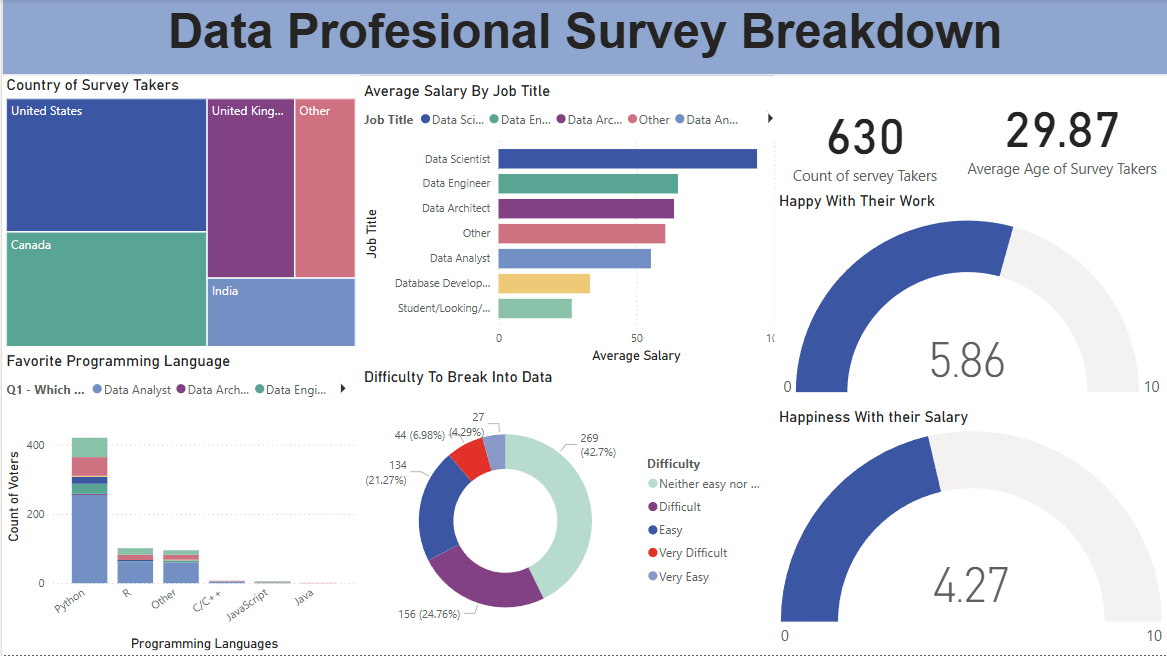 Data Profesional Survey Breakdown
Country of Survey Takers
United States
United King...
Other
Canada
India
Average Salary By Job Title
Job Title
Data Sci...
Data En...
Data Arc...
Other
Data An...
Job Title
Data Scientist
Data Engineer
Data Architect
Other
Data Analyst
Database Develop...
Student/Looking/...
0
50
10
Average Salary
630
Count of servey Takers
29.87
Average Age of Survey Takers
Happy With Their Work
5.86
0
10
Favorite Programming Language
Q1 - Which ...
Data Analyst
Data Arch...
Data Engi...
Count of Voters
400
200
0
Python
R
Other
C/C++
JavaScript
Java
Programming Languages
Difficulty To Break Into Data
27
(4.29%)
44 (6.98%)
134
(21.27%)
269
(42.7%)
156 (24.76%)
Difficulty
Neither easy nor ...
Difficult
Easy
Very Difficult
Very Easy
Happiness With their Salary
4.27
0
10